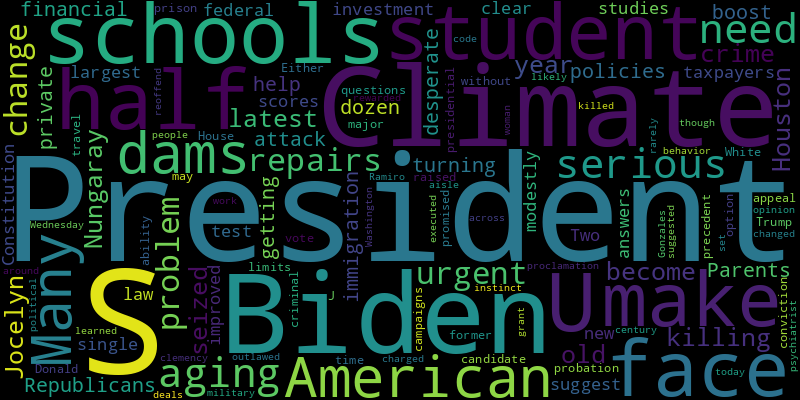 financial prison federal investment clear studies boost
schools student need
change half Climate crime
largest Either help year policies taxpayers
private reoffend questions without likely
scores dozen desperate presidential code killed Houston
latest major woman though
travel people House attack rarely behavior White
Constitution Nungaray dams repairs turning serious
President
may Ramiro raised aisle
Wednesday Many problem ability work test getting vote immigration Washington executed promised across modestly Two answers Gonzales suggested precedent option set appeal opinion Trump changed
around S Biden limits urgent proclamation become Parents
political Jocelyn law seized improved criminal J instinct Umake
learned single clemency outlawed time charged former campaigns candidate grant new century killing conviction psychiatrist
Donald old probation today
Republicans aging American suggest face
deals military